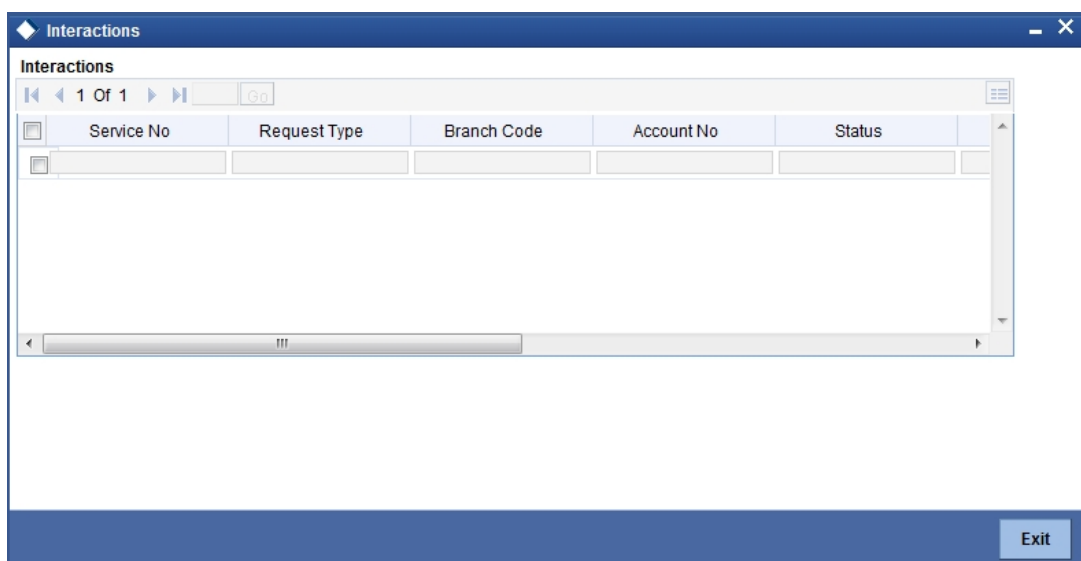 Interactions
Interactions
1 Of 1 Go
Service No Request Type Branch Code Account No Status
Exit